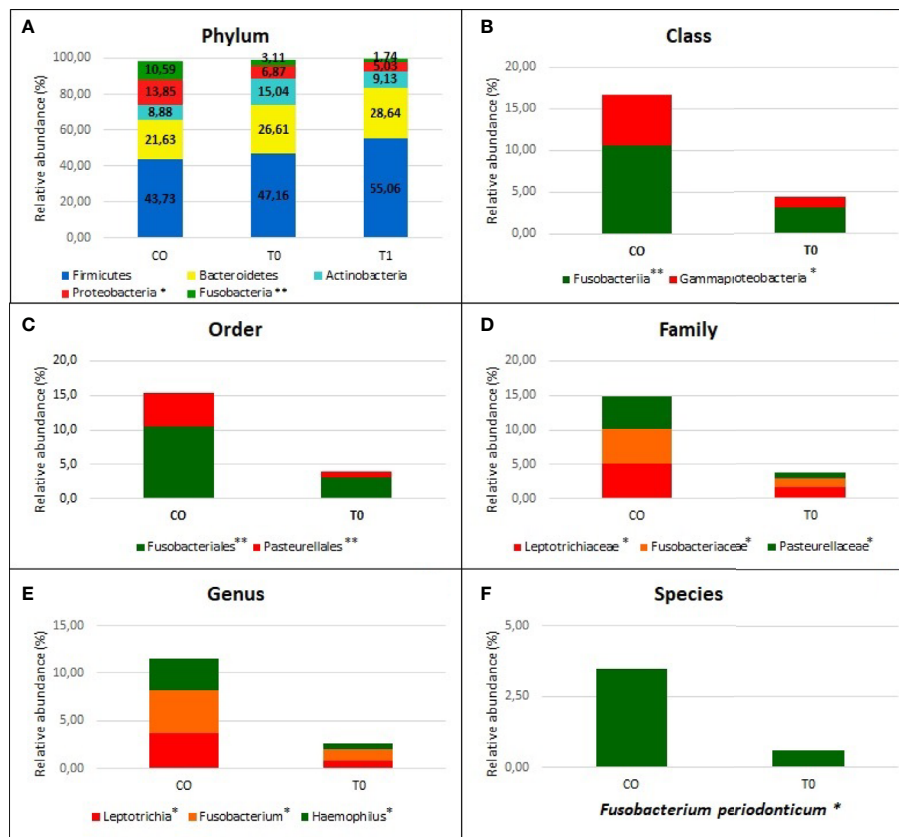 A
Phylum
Relative abundance (%)
100,00
80,00
60,00
40,00
20,00
0,00
10,59
13,85
8,88
21,63
43,73
3,11
6,87
15,04
26,61
47,16
1,74
5,03
9,13
28,64
55,06
CO T0 T1
Firmicutes Bacteroidetes Actinobacteria
Proteobacteria * Fusobacteria **
B
Class
Relative abundance (%)
20,00
15,00
10,00
5,00
0,00
CO T0
Fusobacteriia ** Gammaproteobacteria *
C
Order
Relative abundance (%)
20,0
15,0
10,0
5,0
0,0
CO T0
Fusobacteriales ** Pasteurellales **
D
Family
Relative abundance (%)
20,00
15,00
10,00
5,00
0,00
CO T0
Leptotrichiaceae * Fusobacteriaceae * Pasteurellaceae *
E
Genus
Relative abundance (%)
15,00
10,00
5,00
0,00
CO T0
Leptotrichia * Fusobacterium * Haemophilus *
F
Species
Relative abundance (%)
5,00
2,50
0,00
CO T0
Fusobacterium periodonticum *